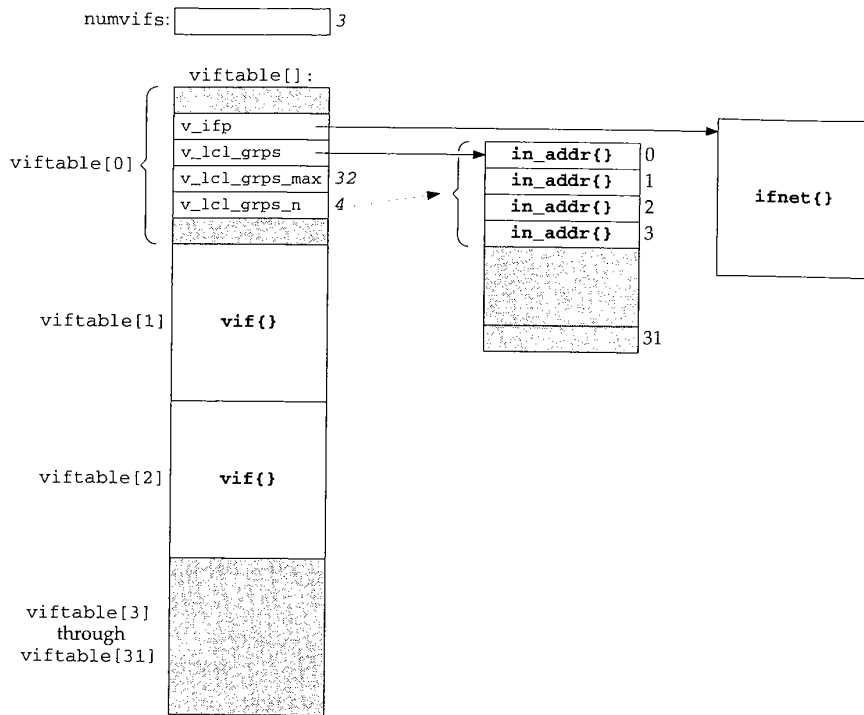 numvifs:
3
viftable[]:
viftable[0]
v_ifp
v_lcl_grps
v_lcl_grps_max
32
v_lcl_grps_n
4
in_addr{}
0
in_addr{}
1
in_addr{}
2
in_addr{}
3
31
ifnet{}
viftable[1]
vif{}
viftable[2]
vif{}
viftable[3]
through
viftable[31]